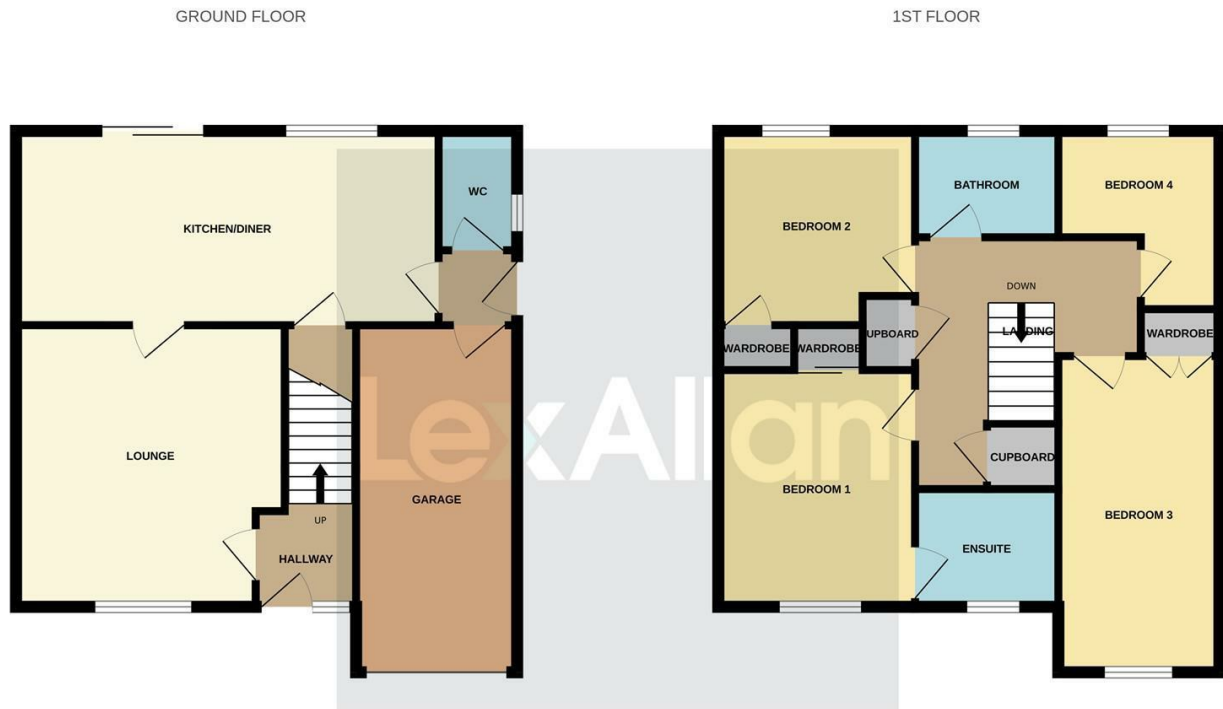 GROUND FLOOR
KITCHEN/DINER
WC
LOUNGE
GARAGE
UP
HALLWAY
1ST FLOOR
BATHROOM
BEDROOM 4
BEDROOM 2
DOWN
LANDING
UPBOARD
WARDROBE
WARDROBE
WARDROBE
CUPBOARD
BEDROOM 1
BEDROOM 3
ENSUITE
LexAllan